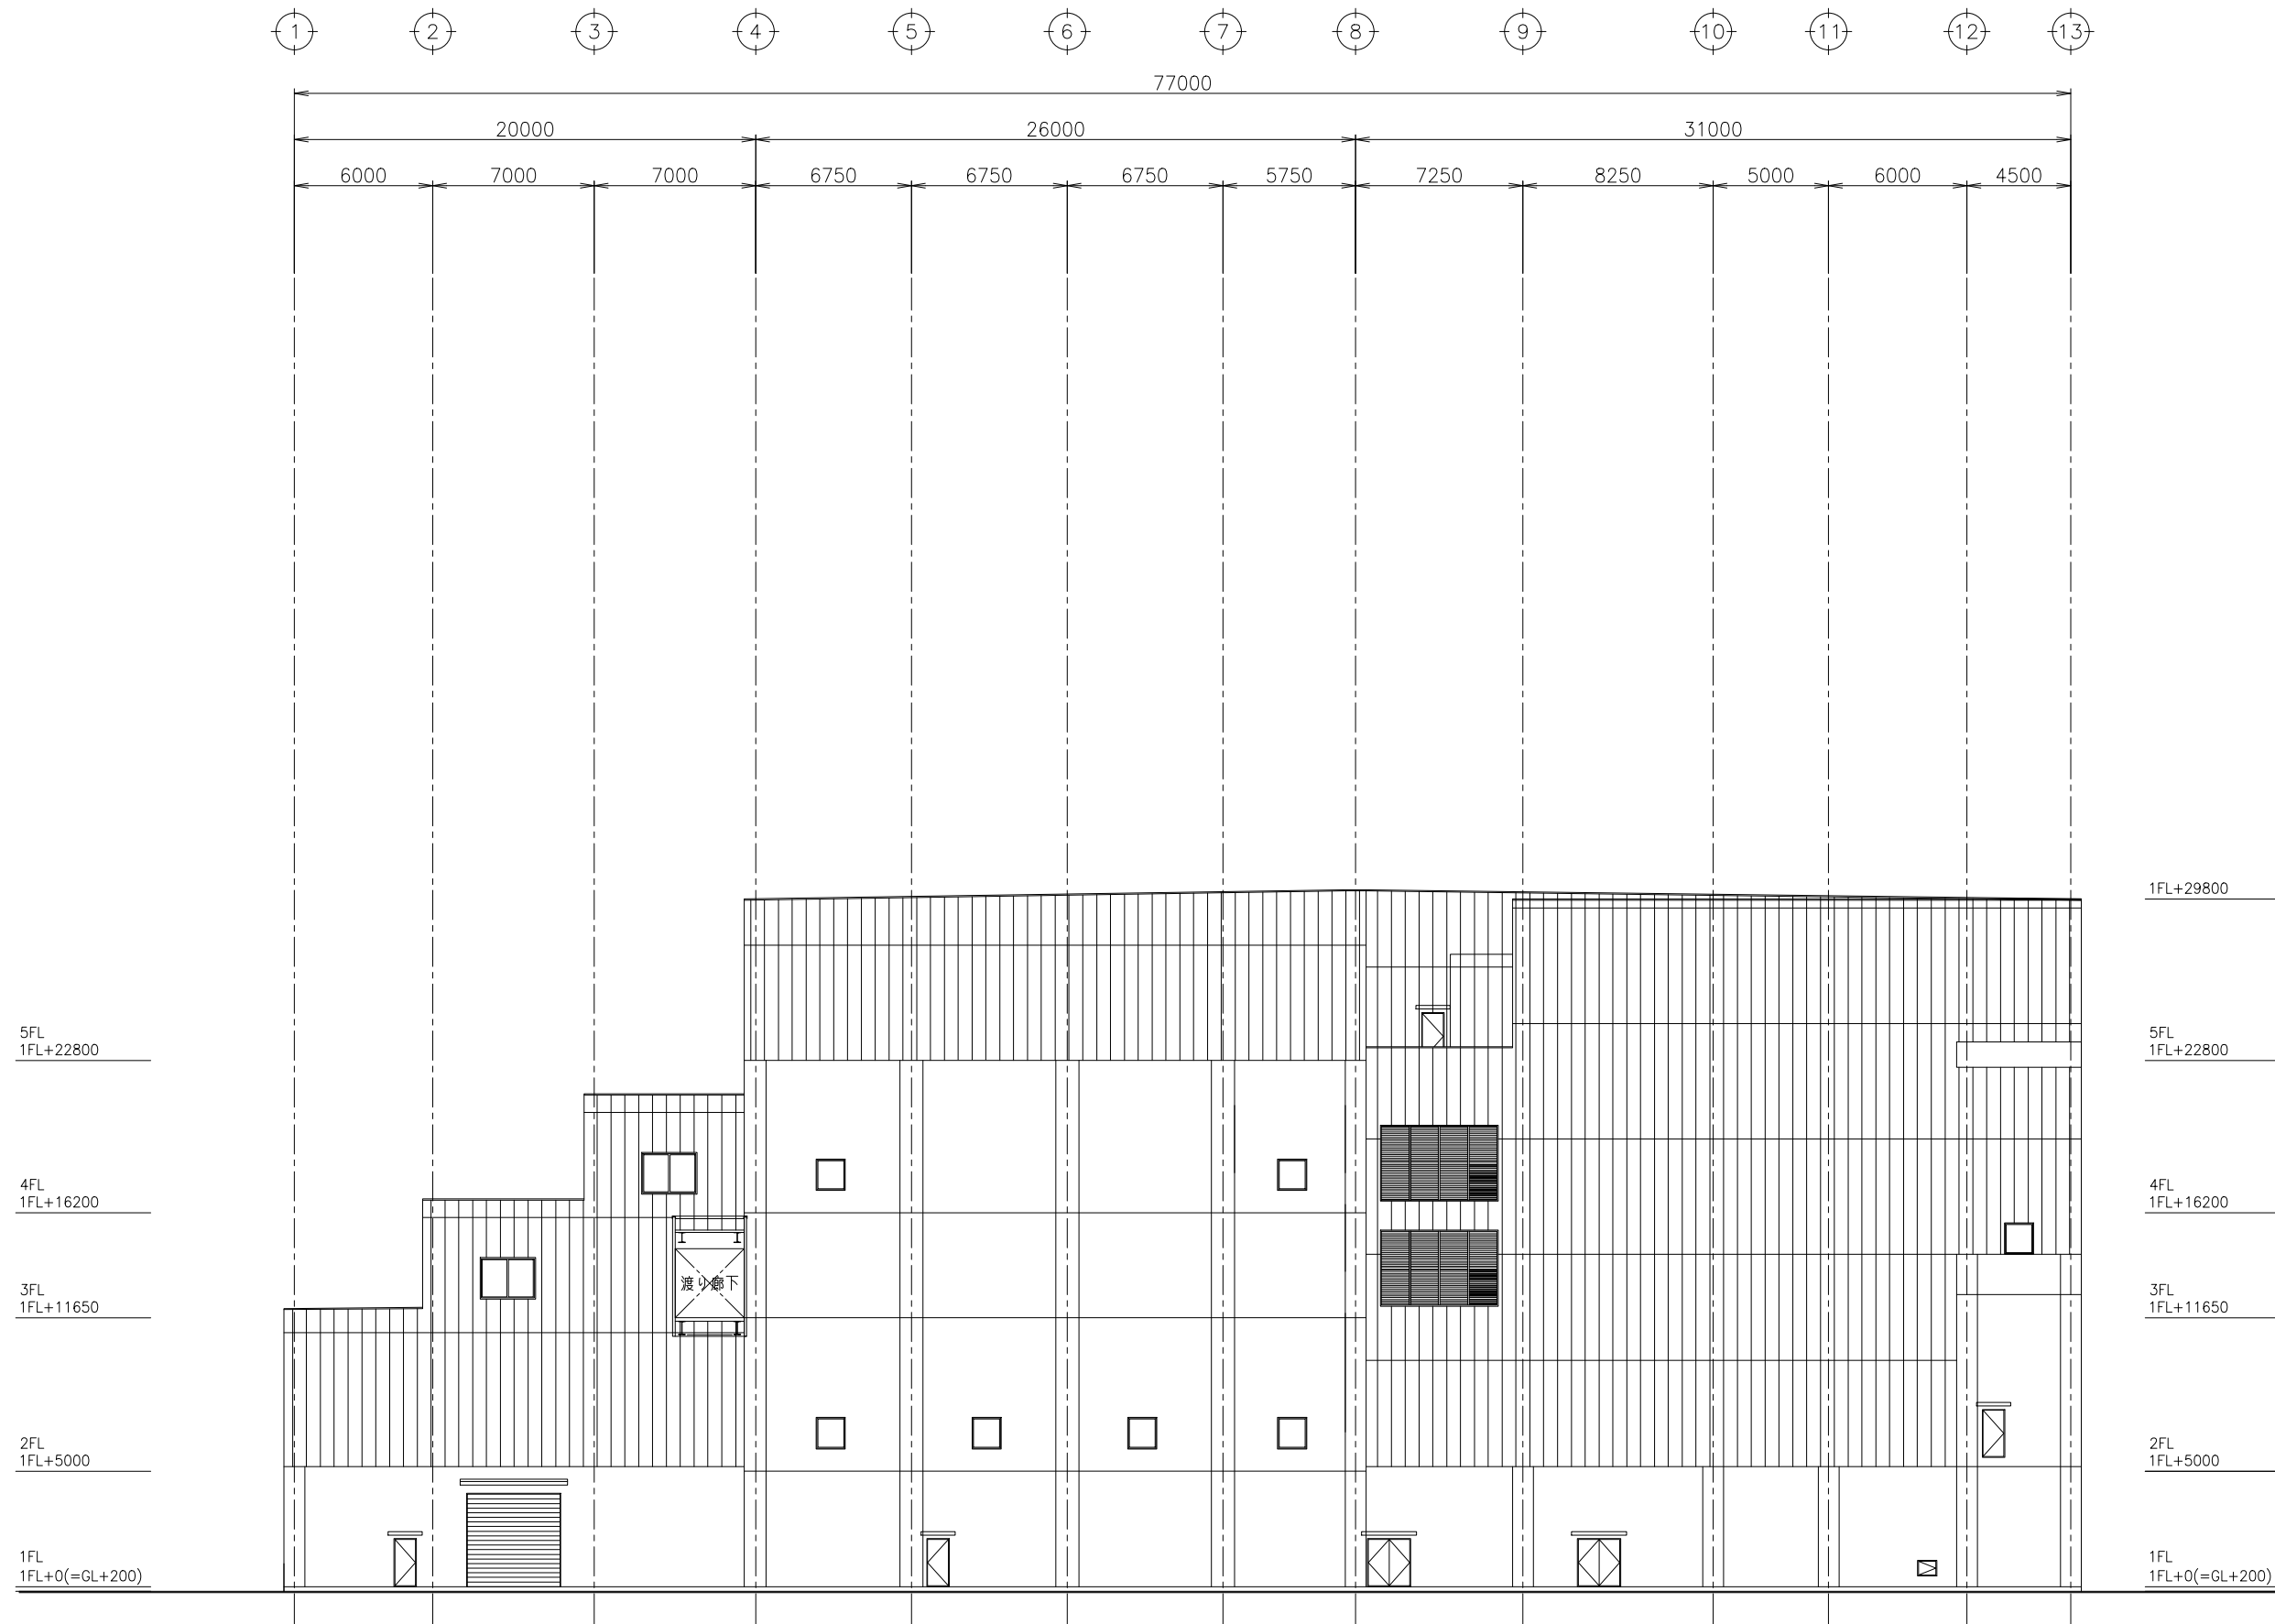 1 2 3 4 5 6 7 8 9 10 11 12 13
77000
20000 26000 31000
6000 7000 7000 6750 6750 6750 5750 7250 8250 5000 6000 4500
1FL+29800
5FL
1FL+22800
5FL
1FL+22800
4FL
1FL+16200
4FL
1FL+16200
渡り廊下
3FL
1FL+11650
3FL
1FL+11650
2FL
1FL+5000
2FL
1FL+5000
1FL
1FL+0(=GL+200)
1FL
1FL+0(=GL+200)